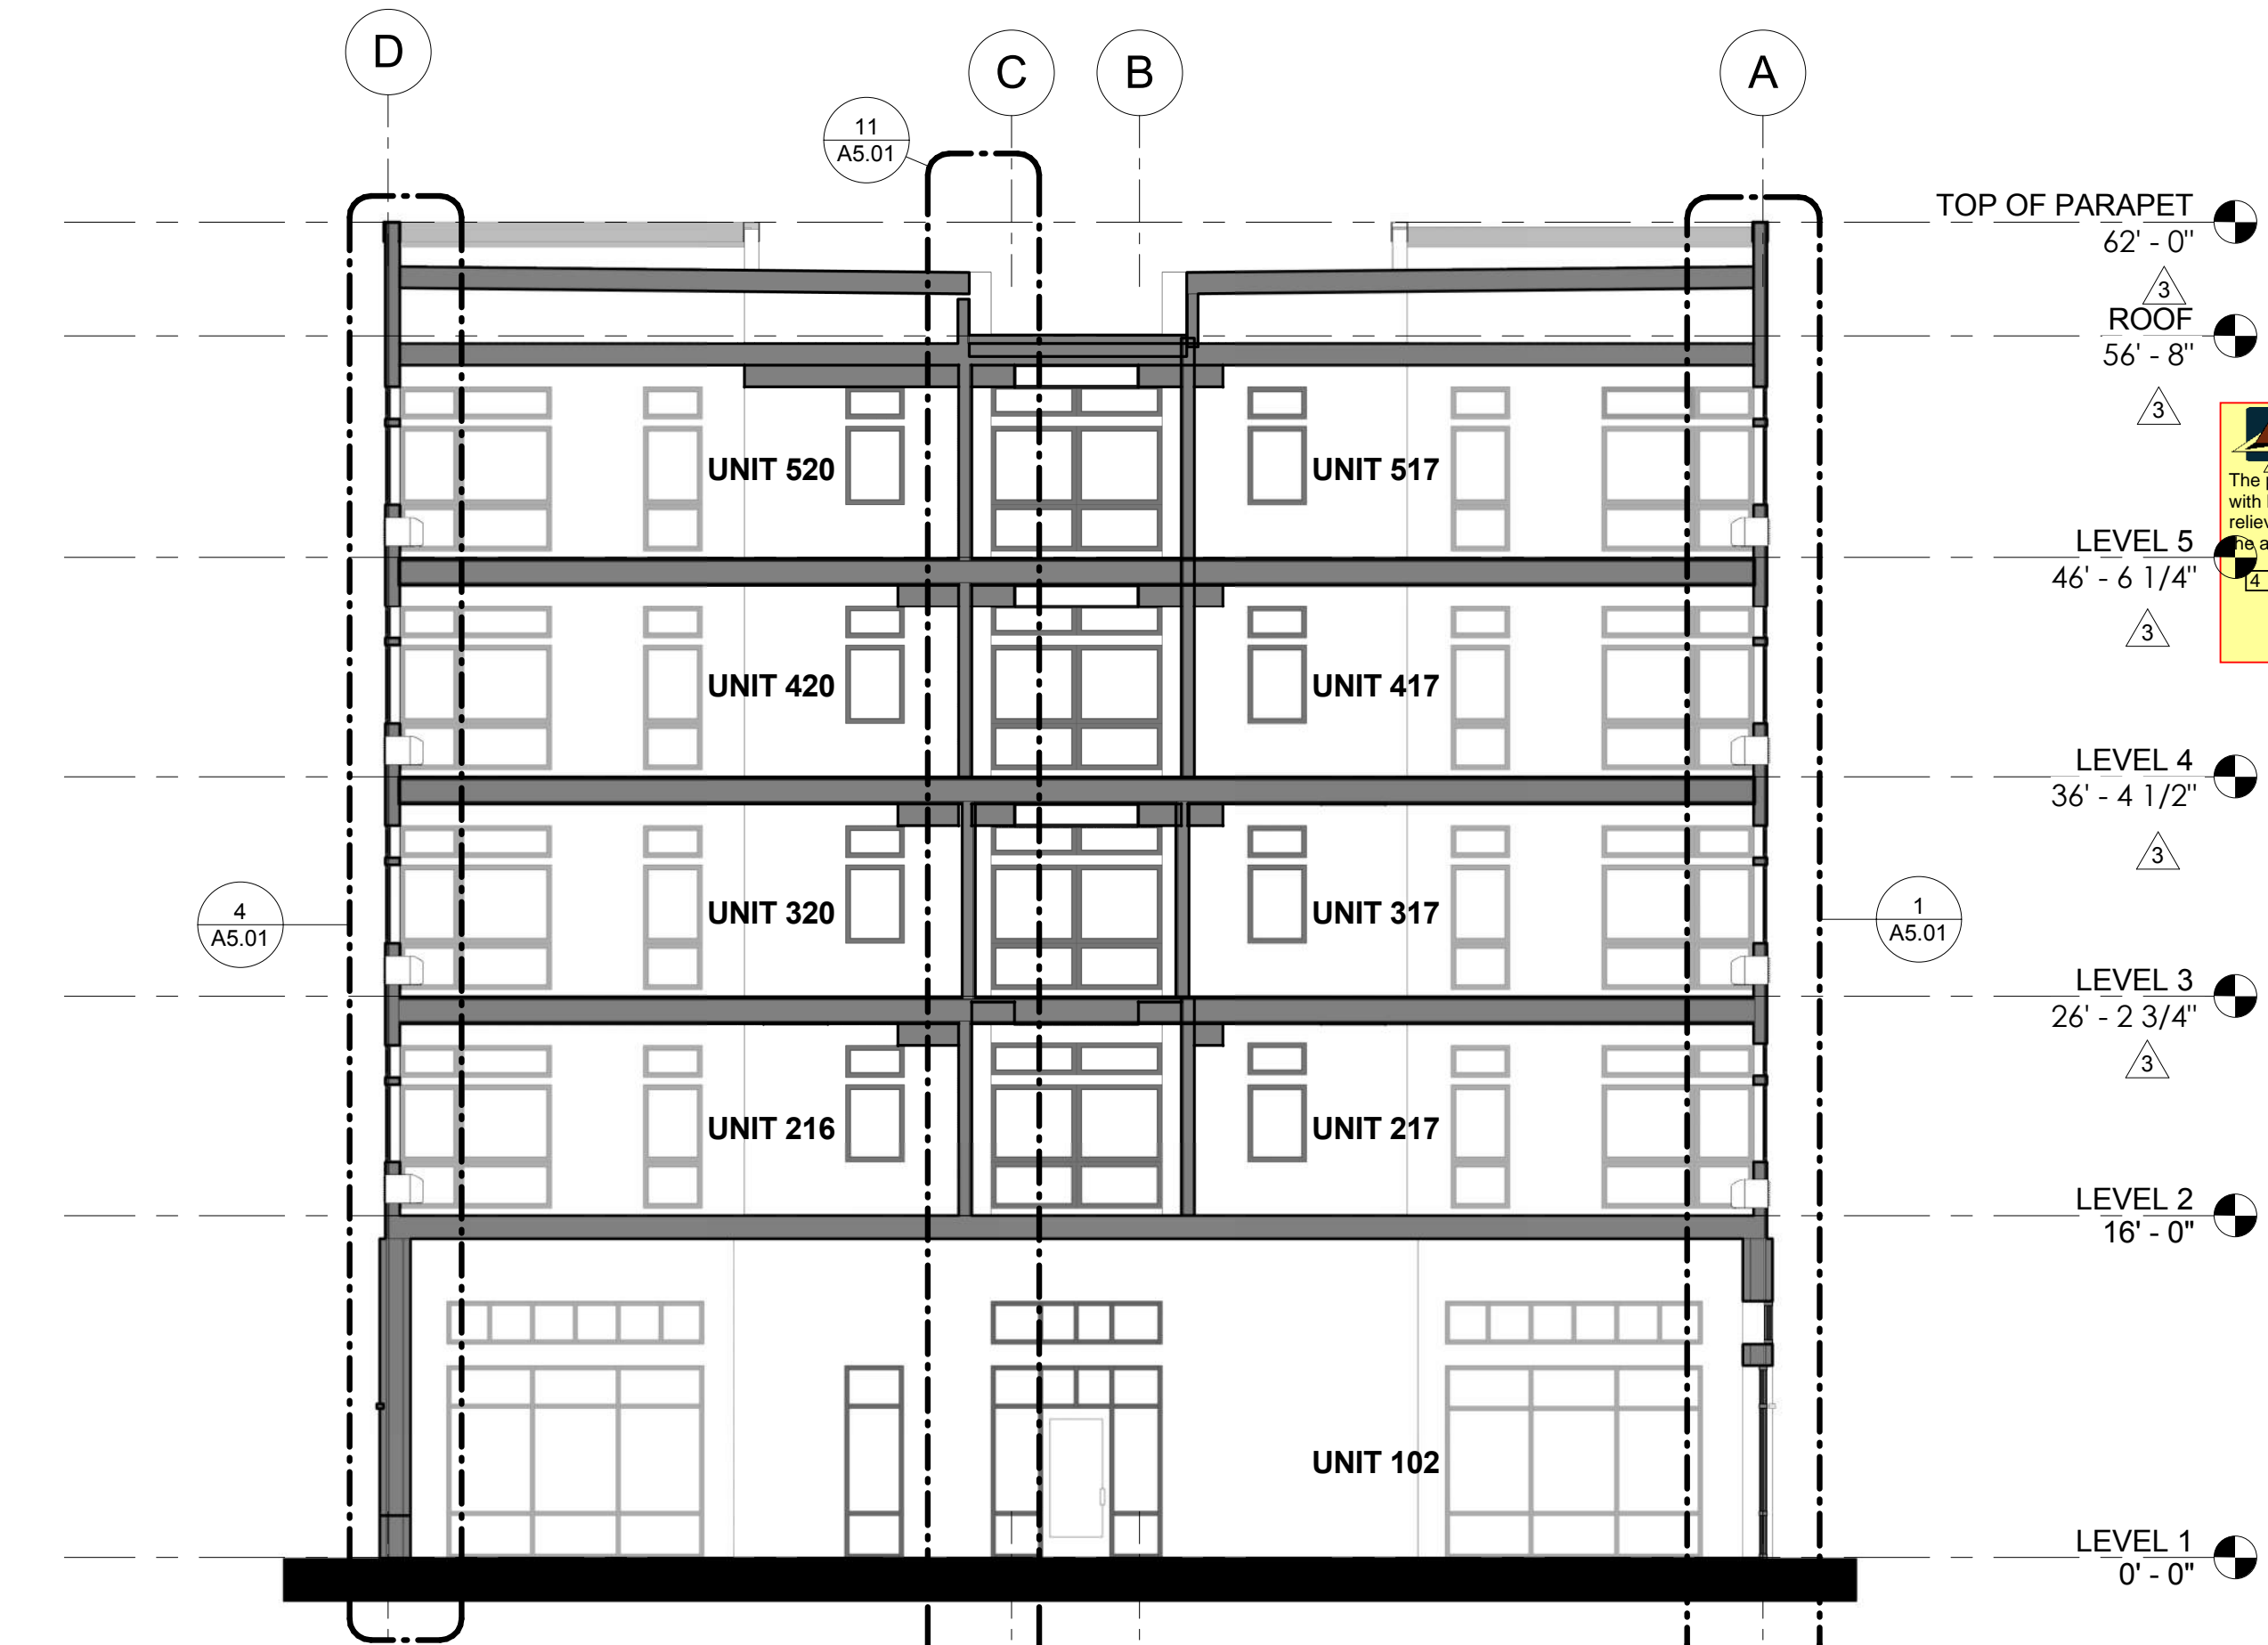 D
C
B
A
11
A5.01
TOP OF PARAPET
62' - 0"
3
ROOF
56' - 8"
3
The
with
UNIT 520
UNIT 517
LEVEL 5
46' - 6 1/4"
4
3
UNIT 420
UNIT 417
LEVEL 4
36' - 4 1/2"
3
4
A5.01
UNIT 320
UNIT 317
1
A5.01
LEVEL 3
26' - 2 3/4"
3
UNIT 216
UNIT 217
LEVEL 2
16' - 0"
UNIT 102
LEVEL 1
0' - 0"